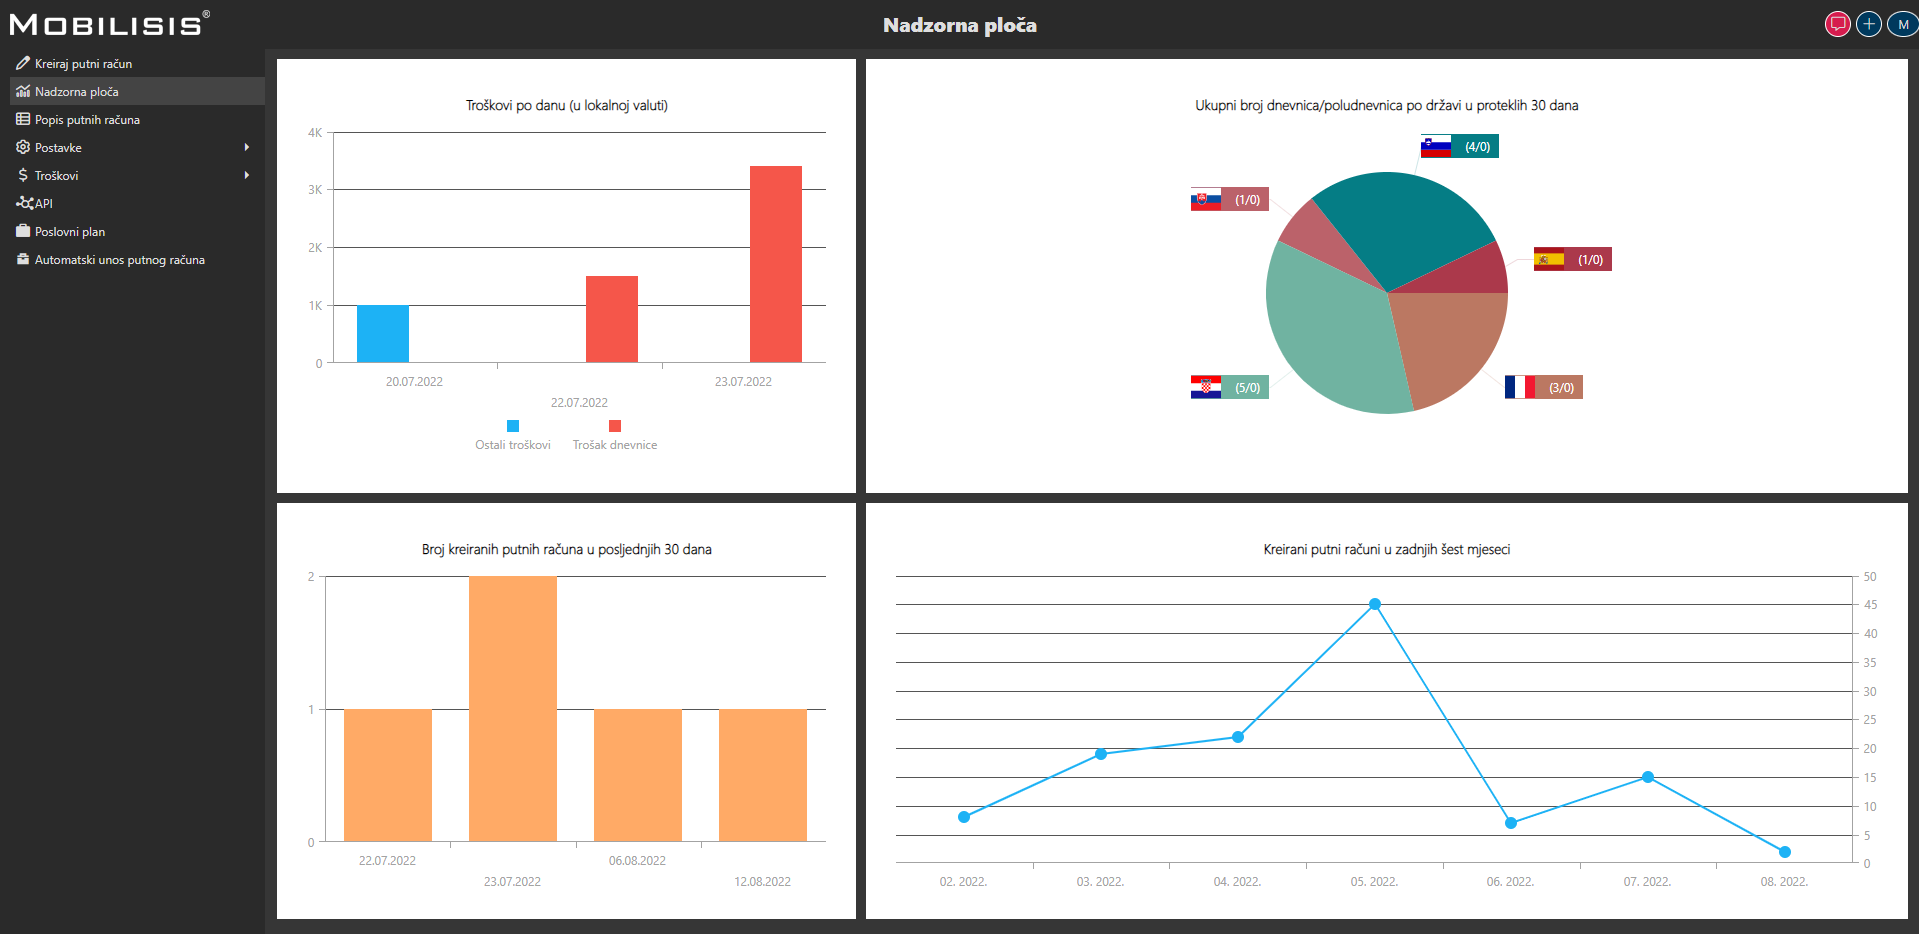 MOBILISIS®
Nadzorna ploča
M
Kreiraj putni račun
Nadzorna ploča
Popis putnih računa
Postavke
Troškovi
API
Poslovni plan
Automatski unos putnog računa
Troškovi po danu (u lokalnoj valuti)
4K
3K
2K
1K
0
20.07.2022
23.07.2022
22.07.2022
Ostali troškovi
Trošak dnevnice
Ukupni broj dnevnica/poludnevnica po državi u proteklih 30 dana
(4/0)
(1/0)
(1/0)
(5/0)
(3/0)
Broj kreiranih putnih računa u posljednjih 30 dana
2
1
0
22.07.2022
06.08.2022
23.07.2022
12.08.2022
Kreirani putni računi u zadnjih šest mjeseci
50
45
40
35
30
25
20
15
10
5
0
02. 2022.
03. 2022.
04. 2022.
05. 2022.
06. 2022.
07. 2022.
08. 2022.